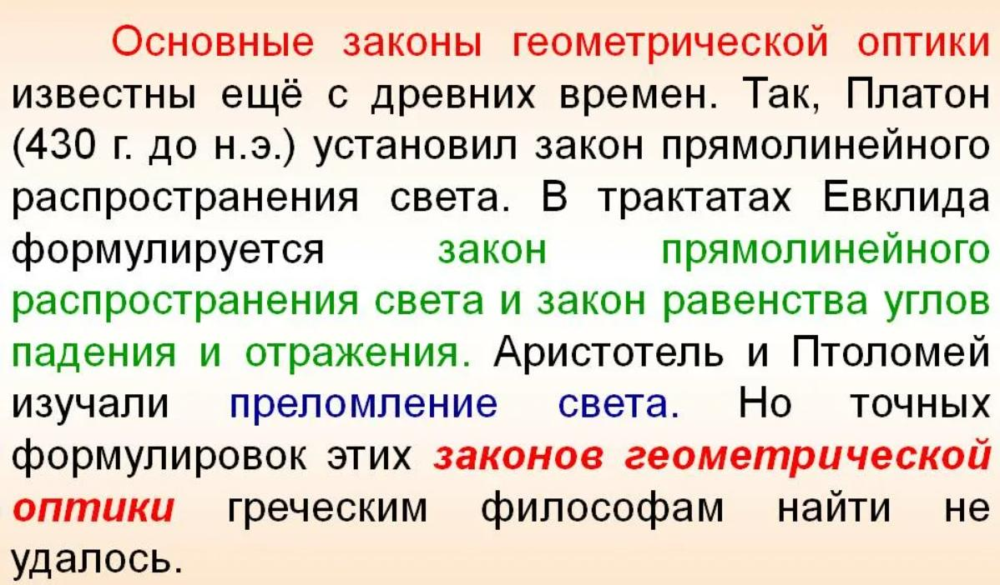 Основные законы геометрической оптики
известны ещё с древних времен. Так, Платон
(430 г. до н.э.) установил закон прямолинейного
распространения света. В трактатах Евклида
формулируется закон прямолинейного
распространения света и закон равенства углов
падения и отражения. Аристотель и Птоломей
изучали преломление света. Но точных
формулировок этих законов геометрической
оптики греческим философам найти не
удалось.